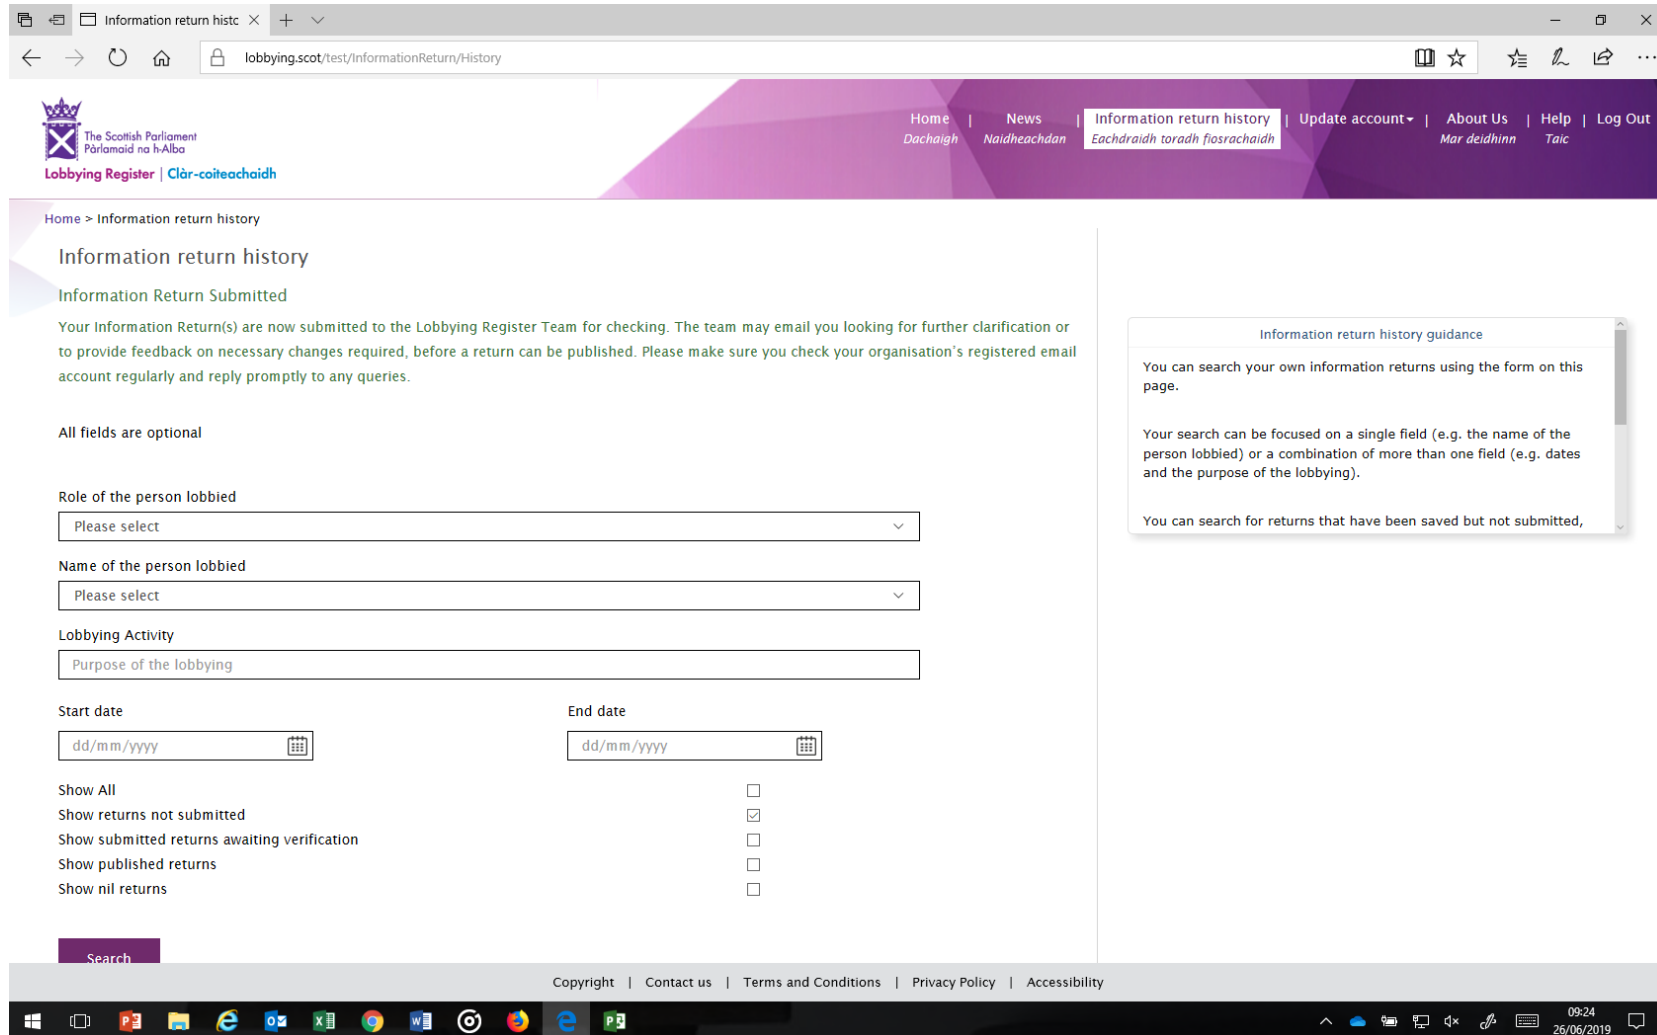 Information return histc
lobbying.scot/test/InformationReturn/History
The Scottish Parliament
Pàrlamaid na h-Alba
Lobbying Register | Clàr-coiteachaidh
Home | News | Information return history | Update account | About Us | Help | Log Out
Dachaigh Naidheachdan Eachdraidh toradh fiosrachaidh Mar deidhinn Taic
Home > Information return history
Information return history
Information Return Submitted
Your Information Return(s) are now submitted to the Lobbying Register Team for checking. The team may email you looking for further clarification or
to provide feedback on necessary changes required, before a return can be published. Please make sure you check your organisation's registered email
account regularly and reply promptly to any queries.
All fields are optional
Role of the person lobbied
Please select
Name of the person lobbied
Please select
Lobbying Activity
Purpose of the lobbying
Start date End date
dd/mm/yyyy dd/mm/yyyy
Show All
Show returns not submitted
Show submitted returns awaiting verification
Show published returns
Show nil returns
Search
Information return history guidance
You can search your own information returns using the form on this
page.
Your search can be focused on a single field (e.g. the name of the
person lobbied) or a combination of more than one field (e.g. dates
and the purpose of the lobbying).
You can search for returns that have been saved but not submitted,
Copyright | Contact us | Terms and Conditions | Privacy Policy | Accessibility
09:24
26/06/2019